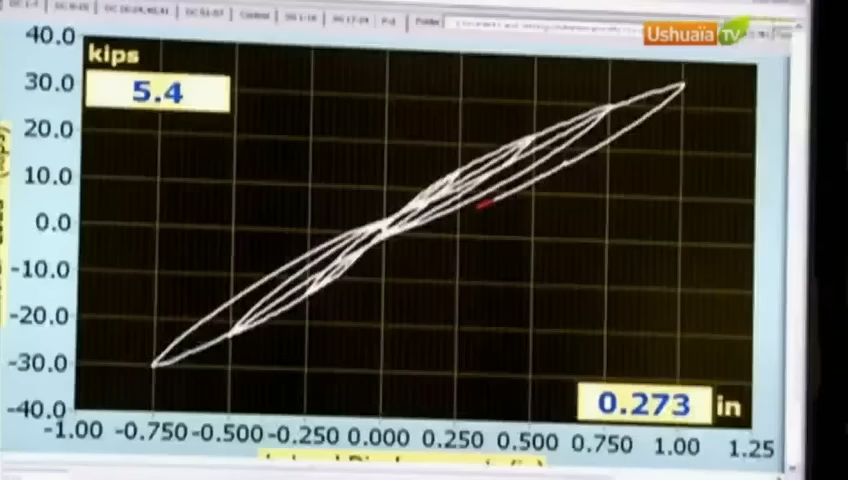 Control
Folder
Ushuaïa TV
40.0
kips
5.4
30.0
20.0
10.0
0.0
-10.0
-20.0
-30.0
-40.0
0.273 in
-1.00 -0.750 -0.500 -0.250 0.000 0.250 0.500 0.750 1.00 1.25